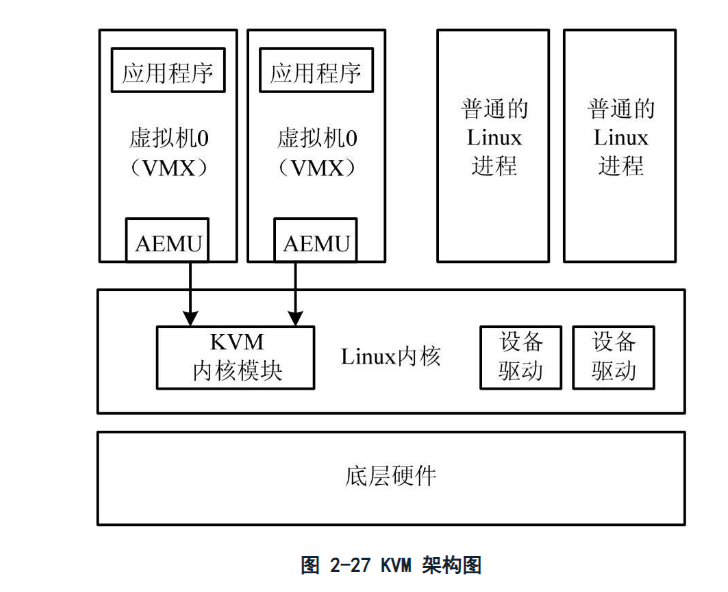 应用程序
虚拟机0
（VMX）
AEMU
应用程序
虚拟机0
（VMX）
AEMU
普通的
Linux
进程
普通的
Linux
进程
KVM
内核模块
Linux内核
设备
驱动
设备
驱动
底层硬件
图 2-27 KVM 架构图